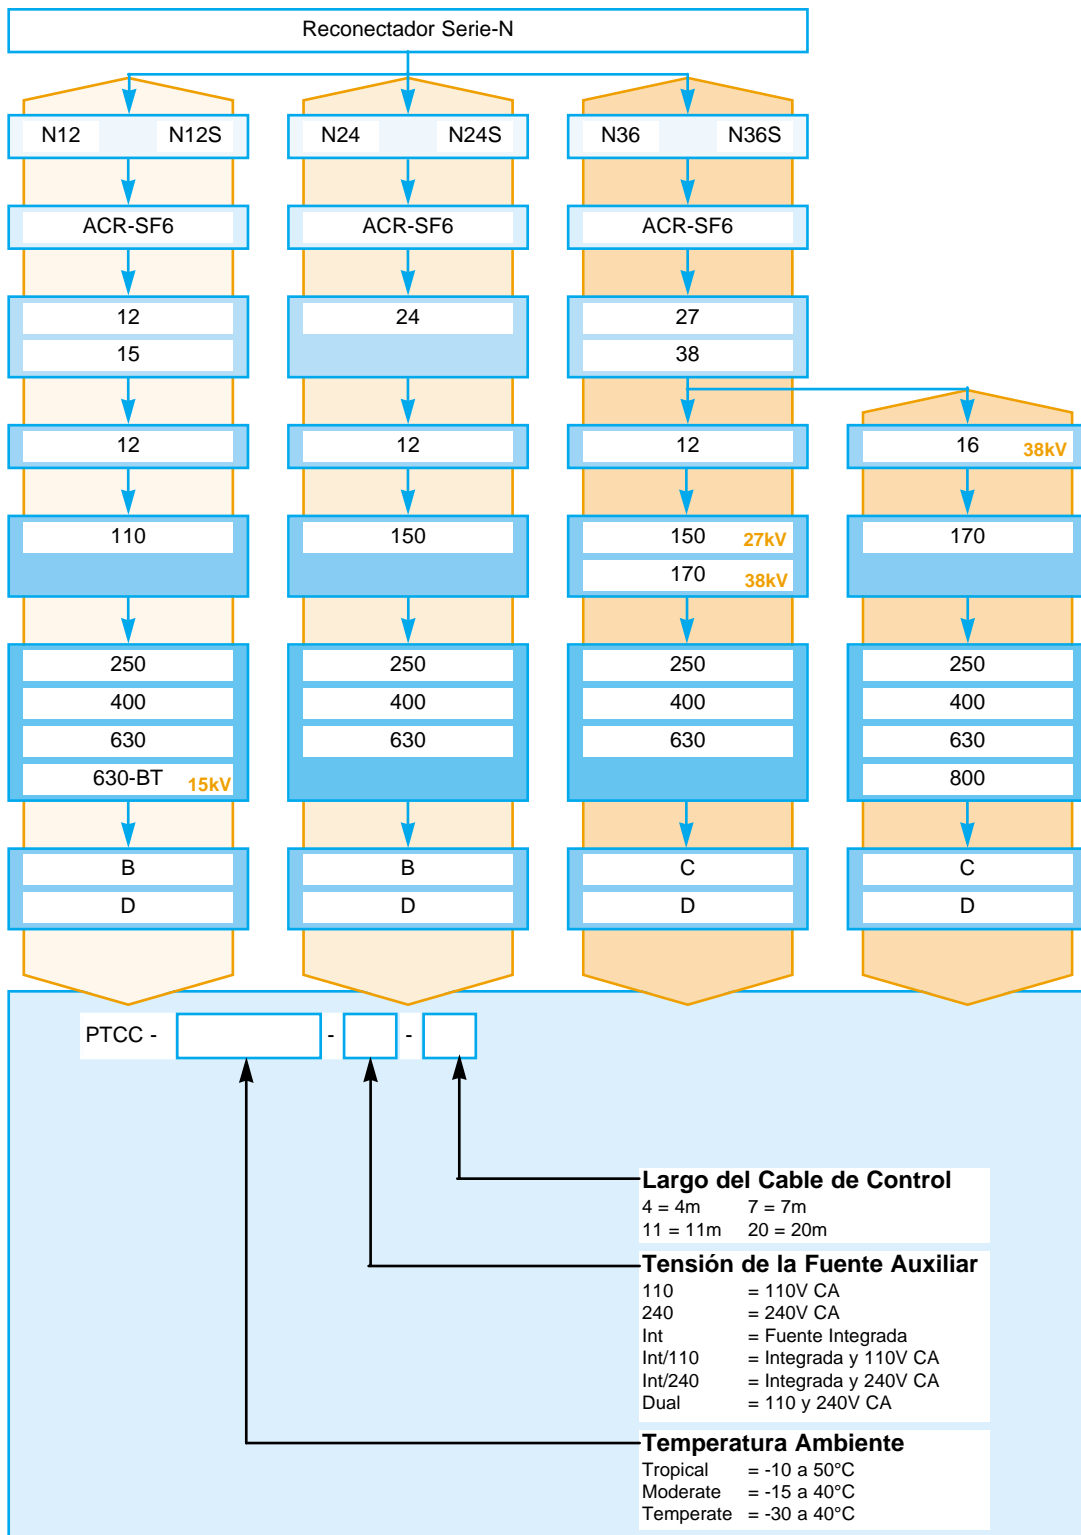 Reconectador Serie-N
N12 N12S N24 N24S N36 N36S
ACR-SF6 ACR-SF6 ACR-SF6
12 24 27
15 38
12 12 12 16 38kV
110 150 150 27kV 170
170 38kV
250 250 250 250
400 400 400 400
630 630 630 630
630-BT 15kV 800
B B C C
D D D D
PTCC - - -
Largo del Cable de Control
4 = 4m 7 = 7m
11 = 11m 20 = 20m
Tensión de la Fuente Auxiliar
110 = 110V CA
240 = 240V CA
Int = Fuente Integrada
Int/110 = Integrada y 110V CA
Int/240 = Integrada y 240V CA
Dual = 110 y 240V CA
Temperatura Ambiente
Tropical = -10 a 50°C
Moderate = -15 a 40°C
Temperate = -30 a 40°C